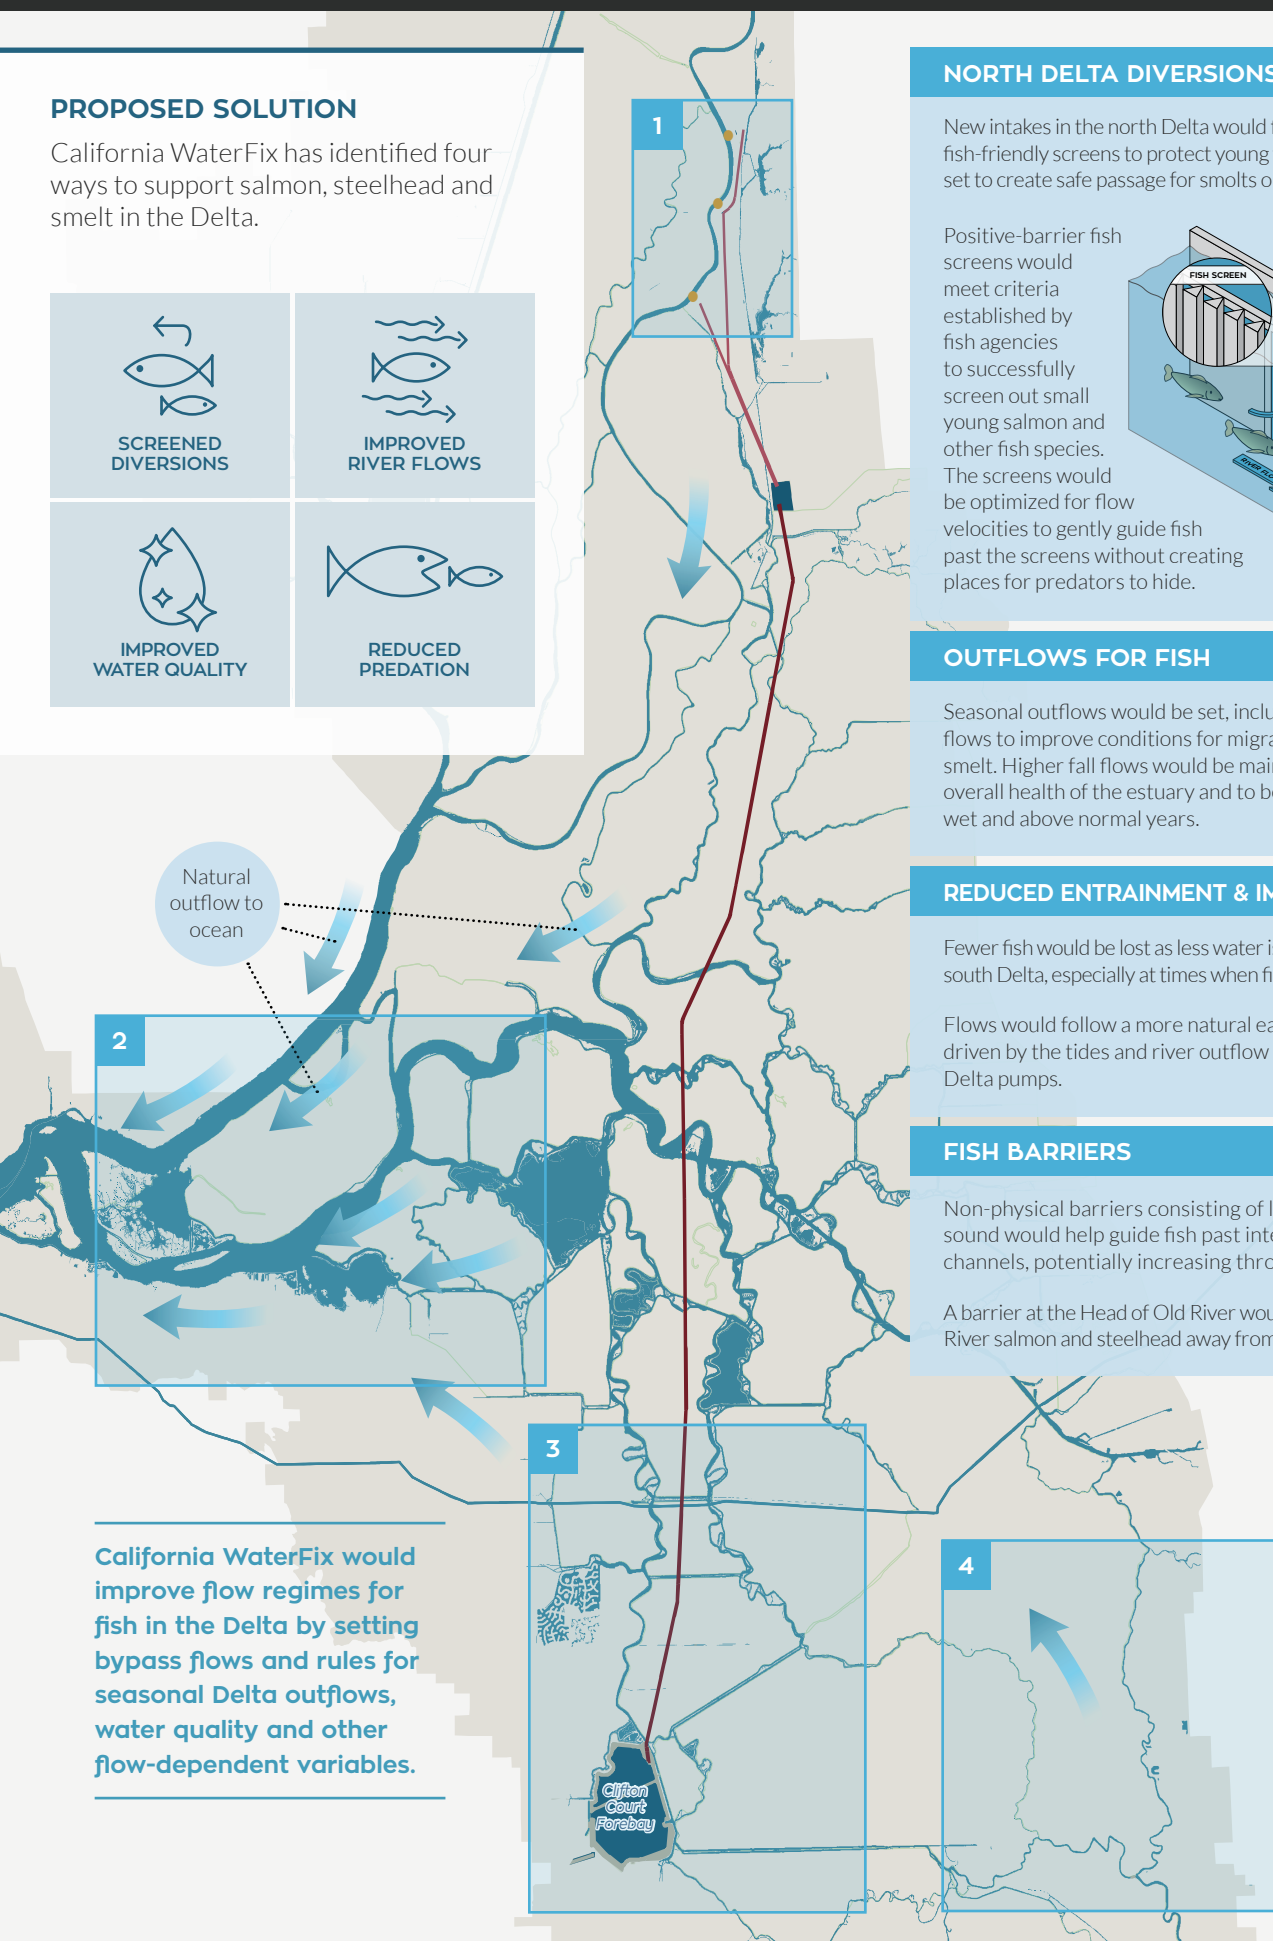 PROPOSED SOLUTION
California WaterFix has identified four
ways to support salmon, steelhead and
smelt in the Delta.
SCREENED
DIVERSIONS
IMPROVED
RIVER FLOWS
IMPROVED
WATER QUALITY
REDUCED
PREDATION
1
Natural
outflow to
ocean
2
3
4
Clifton
Court
Forebay
California WaterFix would
improve flow regimes for
fish in the Delta by setting
bypass flows and rules for
seasonal Delta outflows,
water quality and other
flow-dependent variables.
NORTH DELTA DIVERSIONS
New intakes in the north Delta would
fish-friendly screens to protect young
set to create safe passage for smolts
Positive-barrier fish
screens would
meet criteria
established by
fish agencies
to successfully
screen out small
young salmon and
other fish species.
The screens would
be optimized for flow
velocities to gently guide fish
past the screens without creating
places for predators to hide.
FISH SCREEN
RIVER
OUTFLOWS FOR FISH
Seasonal outflows would be set,
flows to improve conditions for
smelt. Higher fall flows would be
overall health of the estuary and to
wet and above normal years.
REDUCED ENTRAINMENT &
Fewer fish would be lost as less water
south Delta, especially at times when
Flows would follow a more natural
driven by the tides and river outflow
Delta pumps.
FISH BARRIERS
Non-physical barriers consisting of
sound would help guide fish past
channels, potentially increasing
A barrier at the Head of Old River
River salmon and steelhead away from